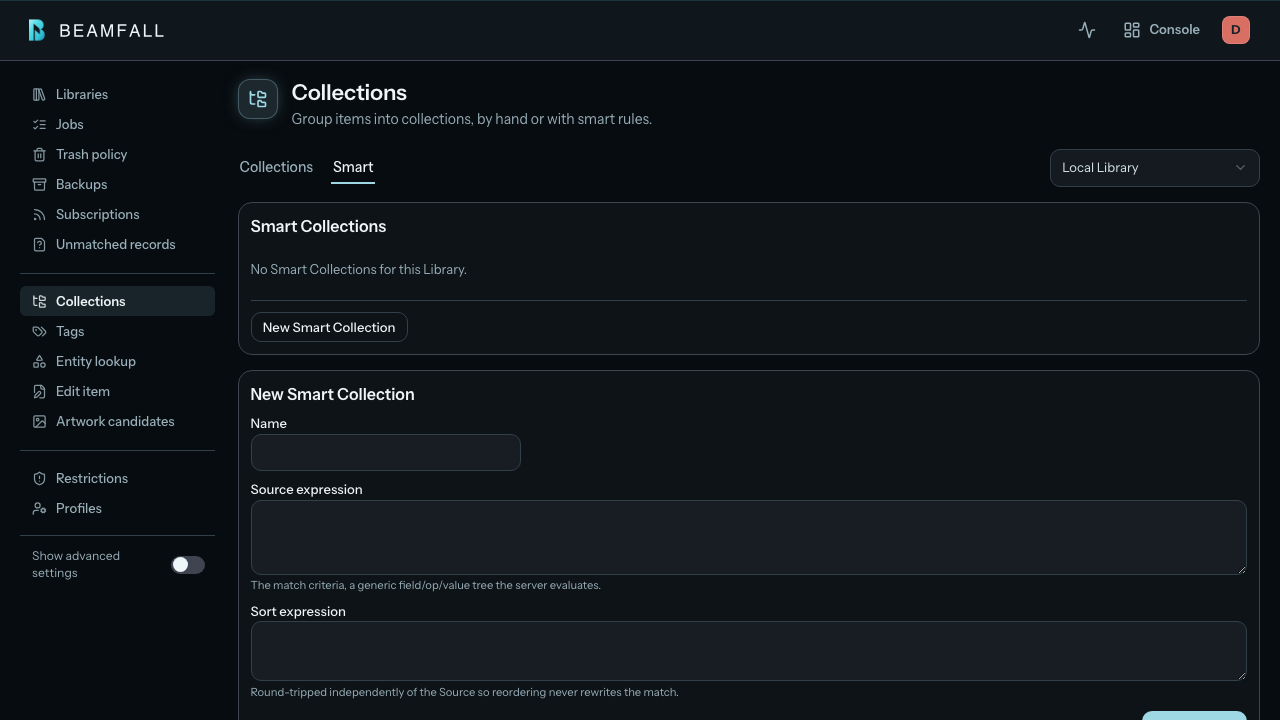 BEAMFALL
Console
D
Libraries
Jobs
Trash policy
Backups
Subscriptions
Unmatched records
Collections
Tags
Entity lookup
Edit item
Artwork candidates
Restrictions
Profiles
Show advanced
settings
Collections
Group items into collections, by hand or with smart rules.
Collections
Smart
Local Library
Smart Collections
No Smart Collections for this Library.
New Smart Collection
New Smart Collection
Name
Source expression
The match criteria, a generic field/op/value tree the server evaluates.
Sort expression
Round-tripped independently of the Source so reordering never rewrites the match.